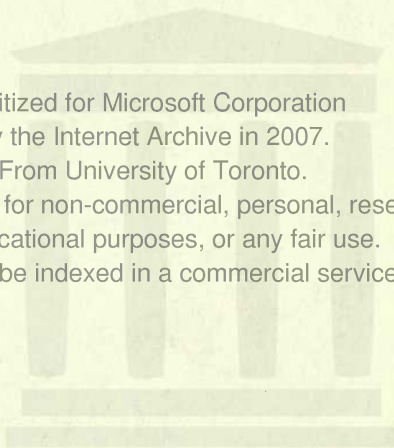 itized for Microsoft Corporation
the Internet Archive in 2007.
From University of Toronto.
for non-commercial, personal, rese
cational purposes, or any fair use.
be indexed in a commercial service